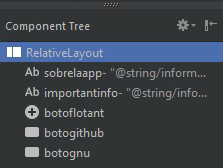 Component Tree
RelativeLayout
Ab sobrelaapp- "@string/inform...
Ab importantinfo- "@string/info...
botoflotant
botogithub
botognu